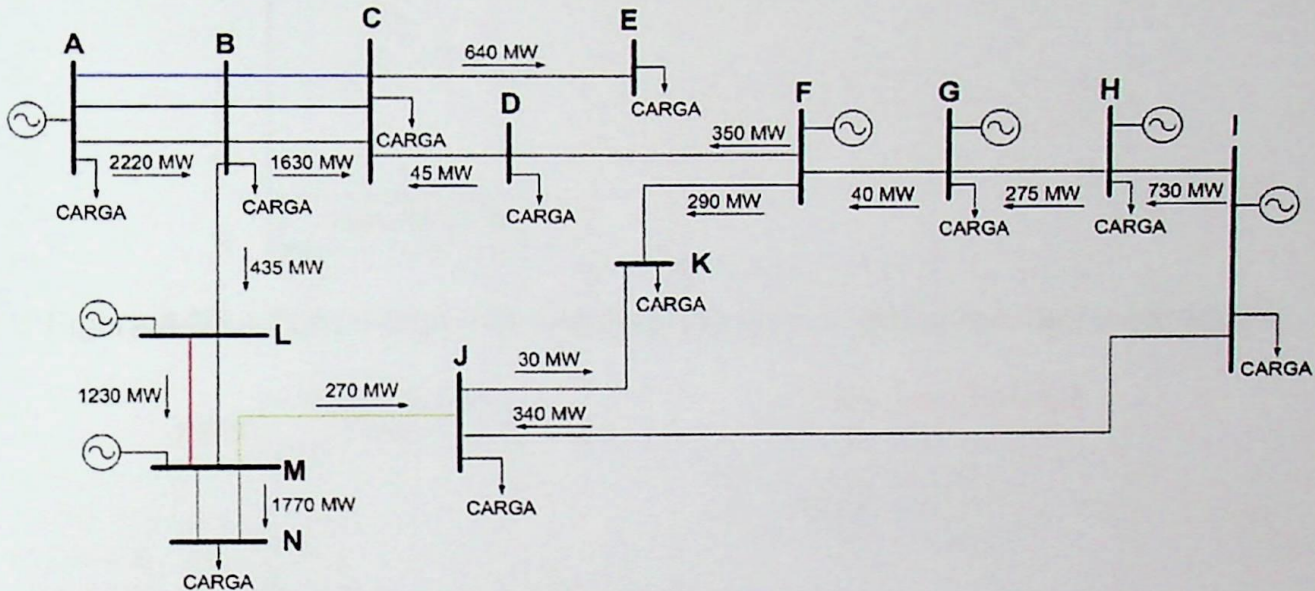 C
E
A
B
640 MW
CARGA
D
F
G
H
I
CARGA
350 MW
2220 MW
1630 MW
45 MW
CARGA
CARGA
CARGA
290 MW
40 MW
275 MW
730 MW
CARGA
CARGA
435 MW
K
CARGA
L
J
30 MW
CARGA
1230 MW
270 MW
340 MW
M
1770 MW
CARGA
N
CARGA